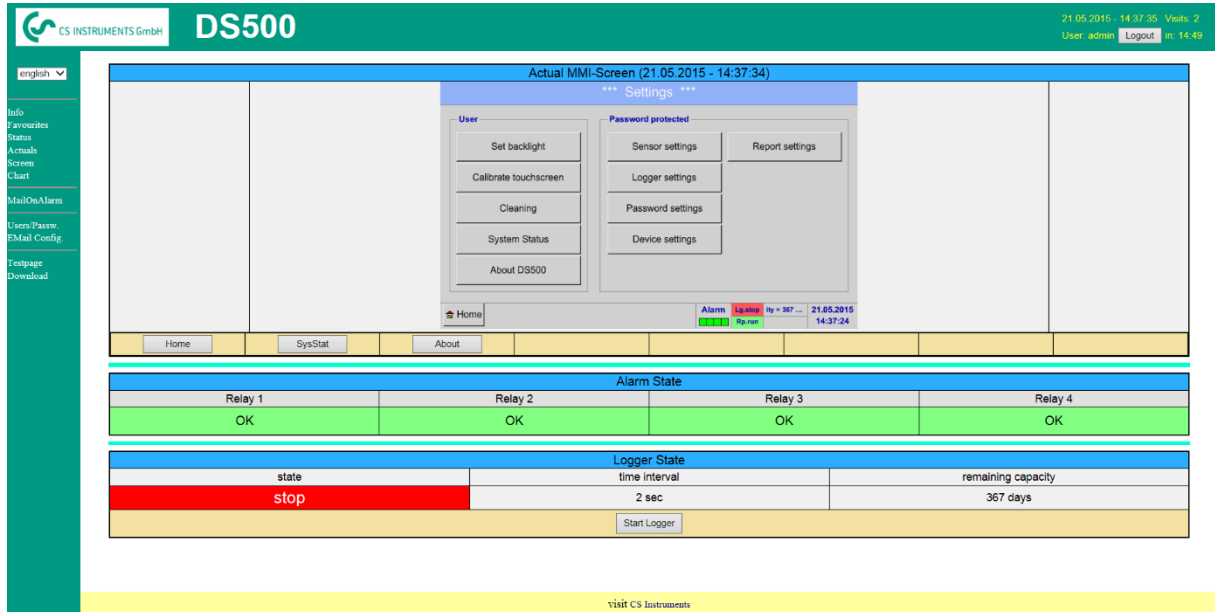 CS INSTRUMENTS GmbH
DS500
21.05.2015 - 14:37:35 Visits: 2
User: admin Logout in: 14:49
english
Info
Favourites
Status
Actuals
Screen
Chart
MailOnAlarm
Users/Passw.
EMail Config.
Testpage
Download
Actual MMI-Screen (21.05.2015 - 14:37:34)
*** Settings ***
User
Password protected
Set backlight
Sensor settings
Report settings
Calibrate touchscreen
Logger settings
Cleaning
Password settings
System Status
Device settings
About DS500
Home
Alarm
Lg.stop
ity = 367 ...
21.05.2015
Rp.run
14:37:24
Home
SysStat
About
Alarm State
Relay 1
Relay 2
Relay 3
Relay 4
OK
OK
OK
OK
Logger State
state
time interval
remaining capacity
stop
2 sec
367 days
Start Logger
visit CS Instruments